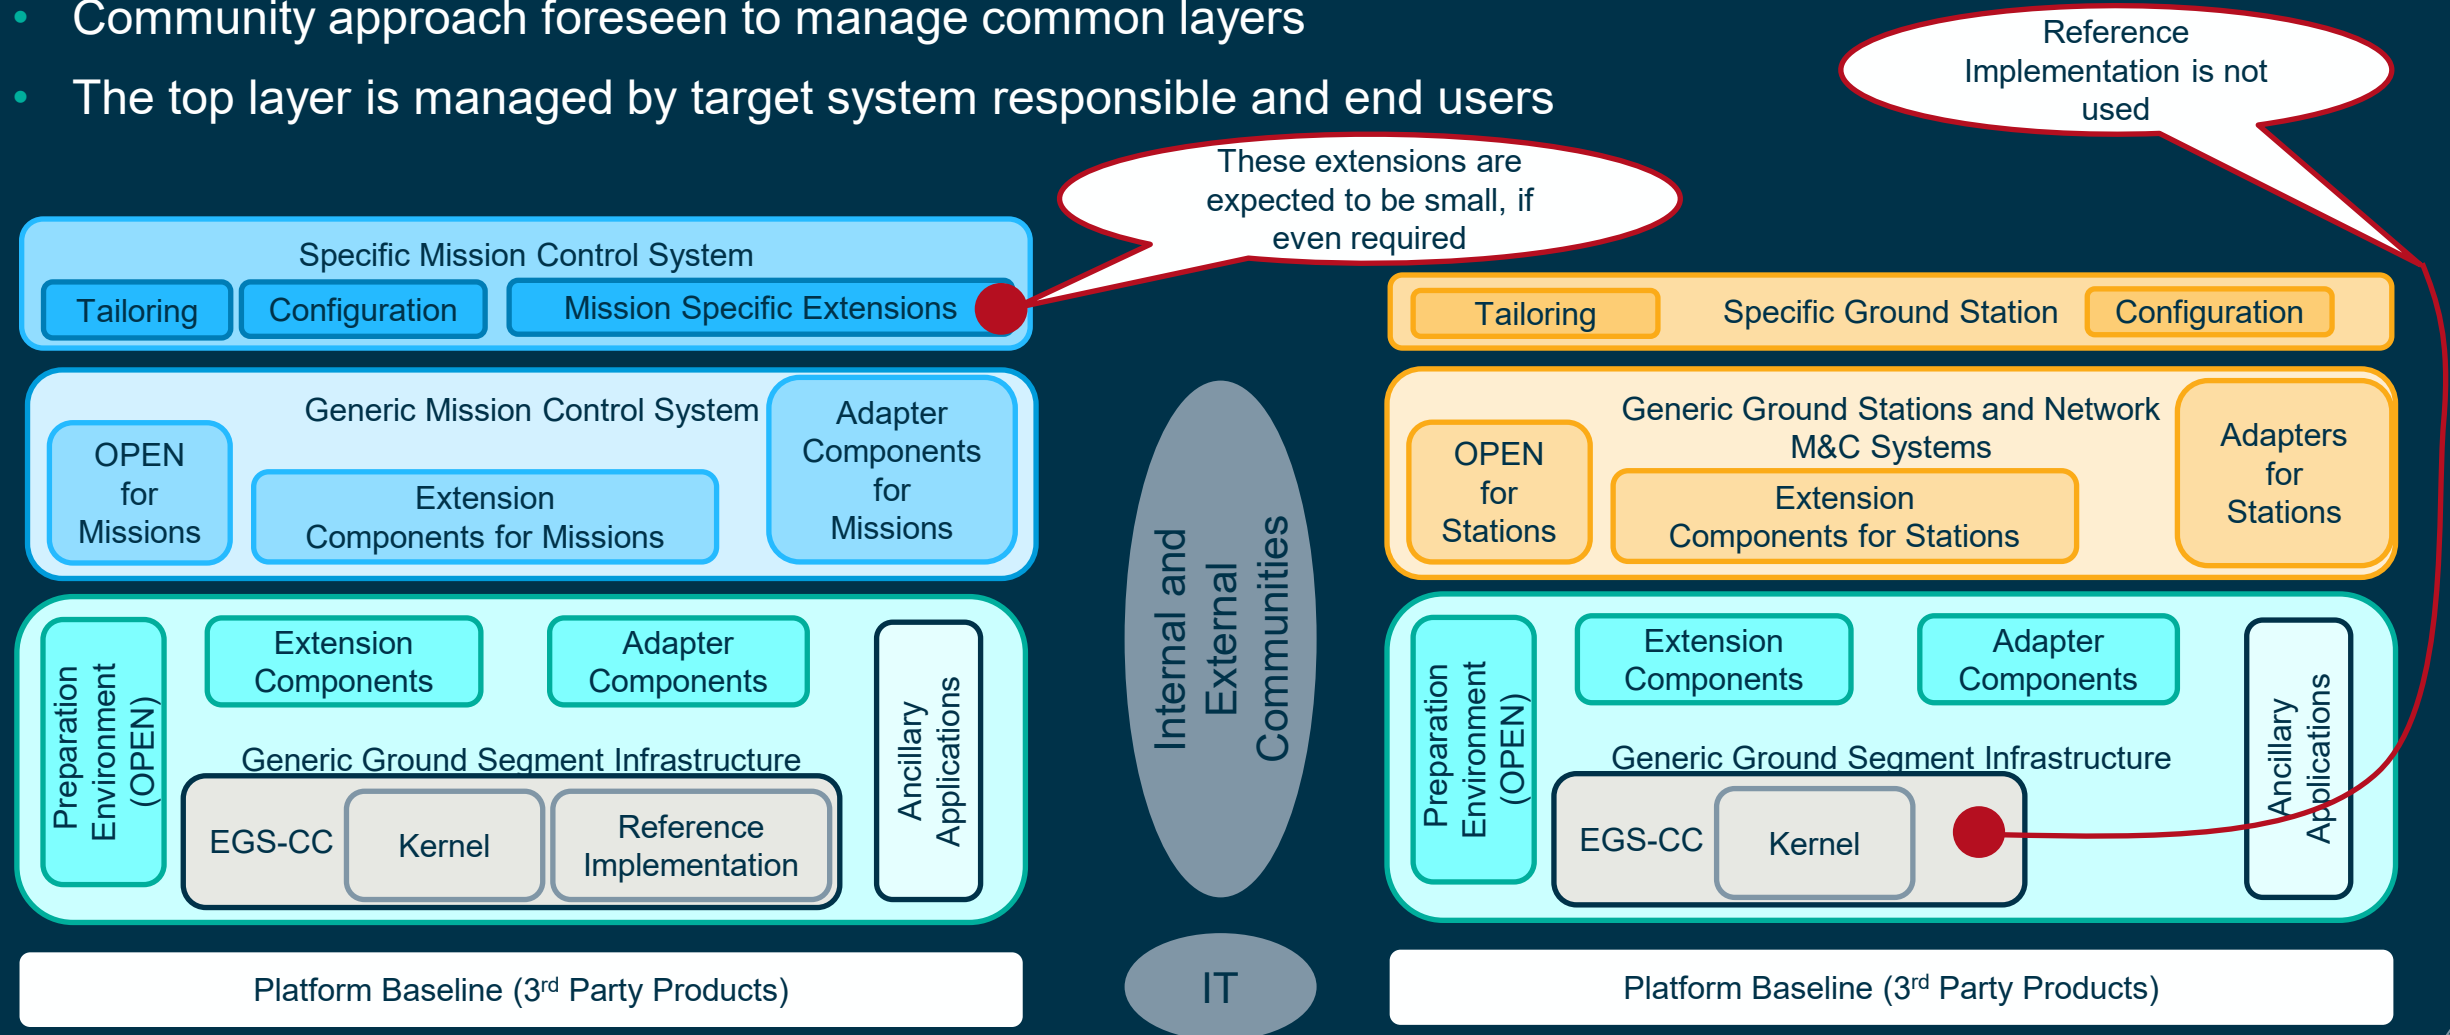 Community approach foreseen to manage common layers
The top layer is managed by target system responsible and end users
Reference
Implementation is not
used
These extensions are
expected to be small, if
even required
Specific Mission Control System
Tailoring
Configuration
Mission Specific Extensions
Generic Mission Control System
OPEN
for
Missions
Extension
Components for Missions
Adapter
Components
for
Missions
Preparation
Environment
(OPEN)
Extension
Components
Adapter
Components
Ancillary
Applications
Generic Ground Segment Infrastructure
EGS-CC
Kernel
Reference
Implementation
Platform Baseline (3rd Party Products)
Internal and
External
Communities
IT
Tailoring
Specific Ground Station
Configuration
Generic Ground Stations and Network
M&C Systems
OPEN
for
Stations
Extension
Components for Stations
Adapters
for
Stations
Preparation
Environment
(OPEN)
Extension
Components
Adapter
Components
Ancillary
Applications
Generic Ground Segment Infrastructure
EGS-CC
Kernel
Platform Baseline (3rd Party Products)